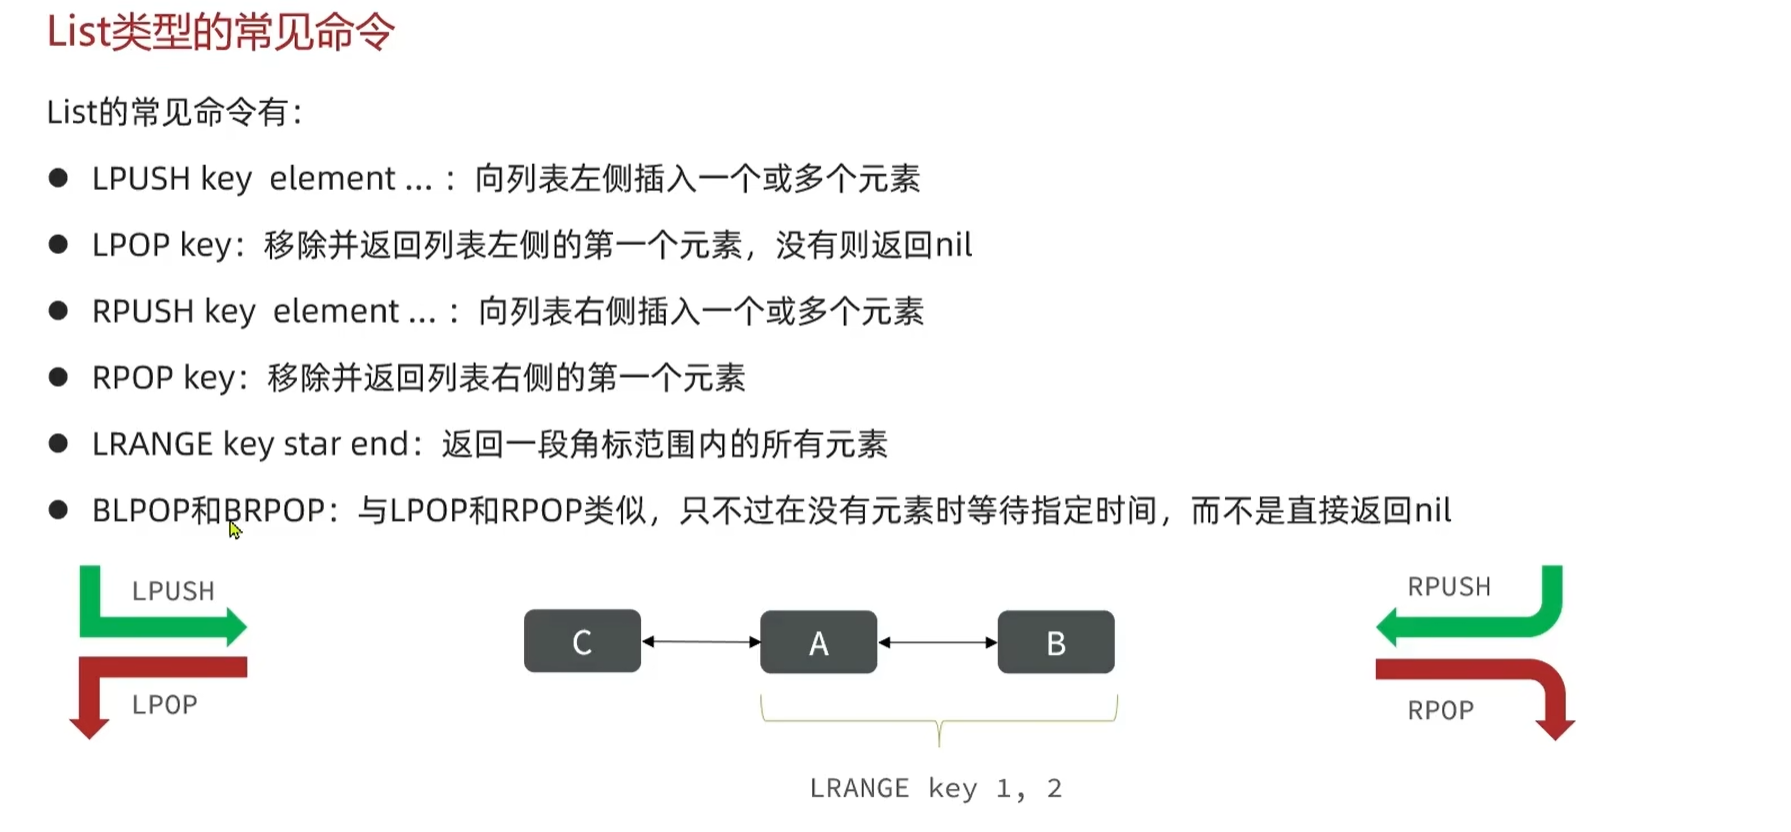 List类型的常见命令
List的常见命令有：
● LPUSH key element ... ：向列表左侧插入一个或多个元素
● LPOP key：移除并返回列表左侧的第一个元素，没有则返回nil
● RPUSH key element ... ：向列表右侧插入一个或多个元素
● RPOP key：移除并返回列表右侧的第一个元素
● LRANGE key star end：返回一段角标范围内的所有元素
● BLPOP和BRPOP：与LPOP和RPOP类似，只不过在没有元素时等待指定时间，而不是直接返回nil
LPUSH
LPOP
C
A
B
LRANGE key 1, 2
RPUSH
RPOP